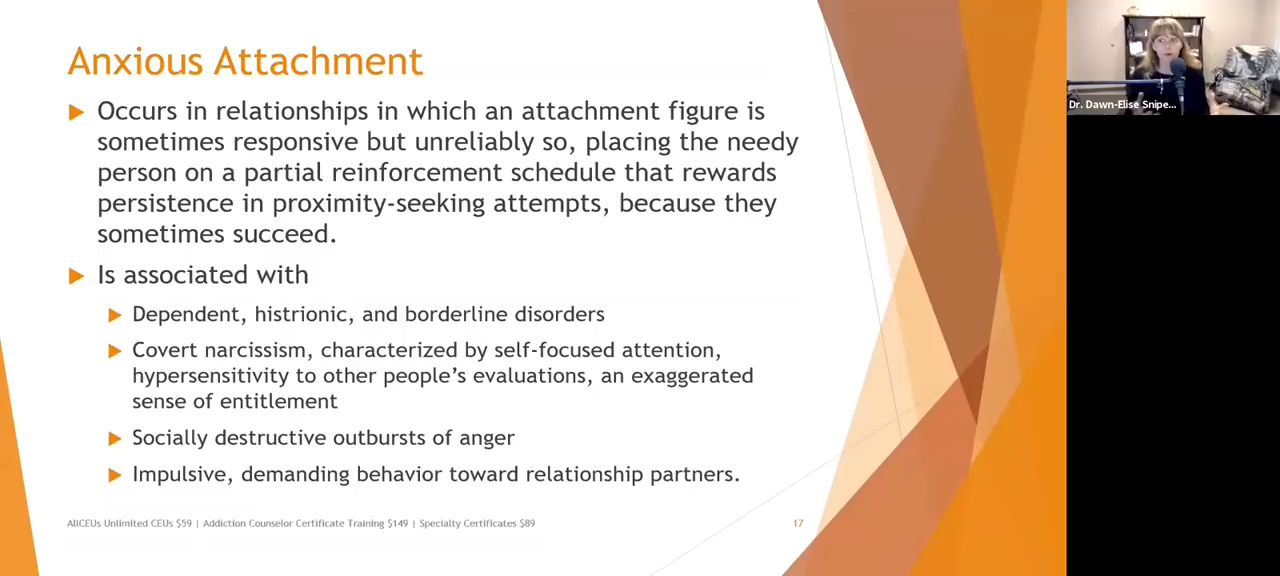 Anxious Attachment
Occurs in relationships in which an attachment figure is
sometimes responsive but unreliably so, placing the needy
person on a partial reinforcement schedule that rewards
persistence in proximity-seeking attempts, because they
sometimes succeed.
Is associated with
Dependent, histrionic, and borderline disorders
Covert narcissism, characterized by self-focused attention,
hypersensitivity to other people's evaluations, an exaggerated
sense of entitlement
Socially destructive outbursts of anger
Impulsive, demanding behavior toward relationship partners.
AllCEUs Unlimited CEUs $59 | Addiction Counselor Certificate Training $149 | Specialty Certificates $89
17
Dr. Dawn-Elise Snipe...